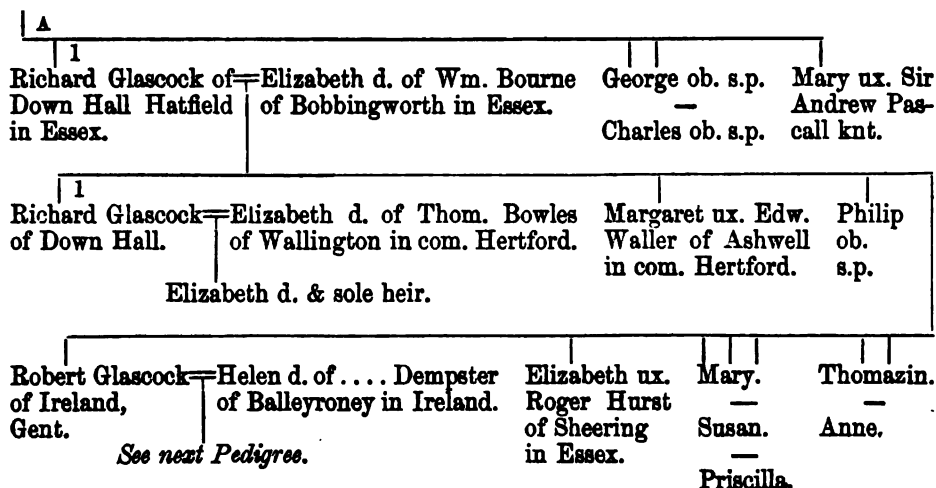 A
1
Richard Glascock of=Elizabeth d. of Wm. Bourne
Down Hall Hatfield of Bobbingworth in Essex.
in Essex.
George ob. s.p.
—
Charles ob. s.p.
Mary ux. Sir
Andrew Pas-
call knt.
1
Richard Glascock=Elizabeth d. of Thom. Bowles
of Down Hall. of Wallington in com. Hertford.
Margaret ux. Edw.
Waller of Ashwell
in com. Hertford.
Philip
ob.
s.p.
Elizabeth d. & sole heir.
Robert Glascock=Helen d. of .... Dempster
of Ireland, of Balleyroney in Ireland.
Gent.
See next Pedigree.
Elizabeth ux.
Roger Hurst
of Sheering
in Essex.
Mary.
—
Susan.
—
Priscilla.
Thomazin.
—
Anne.